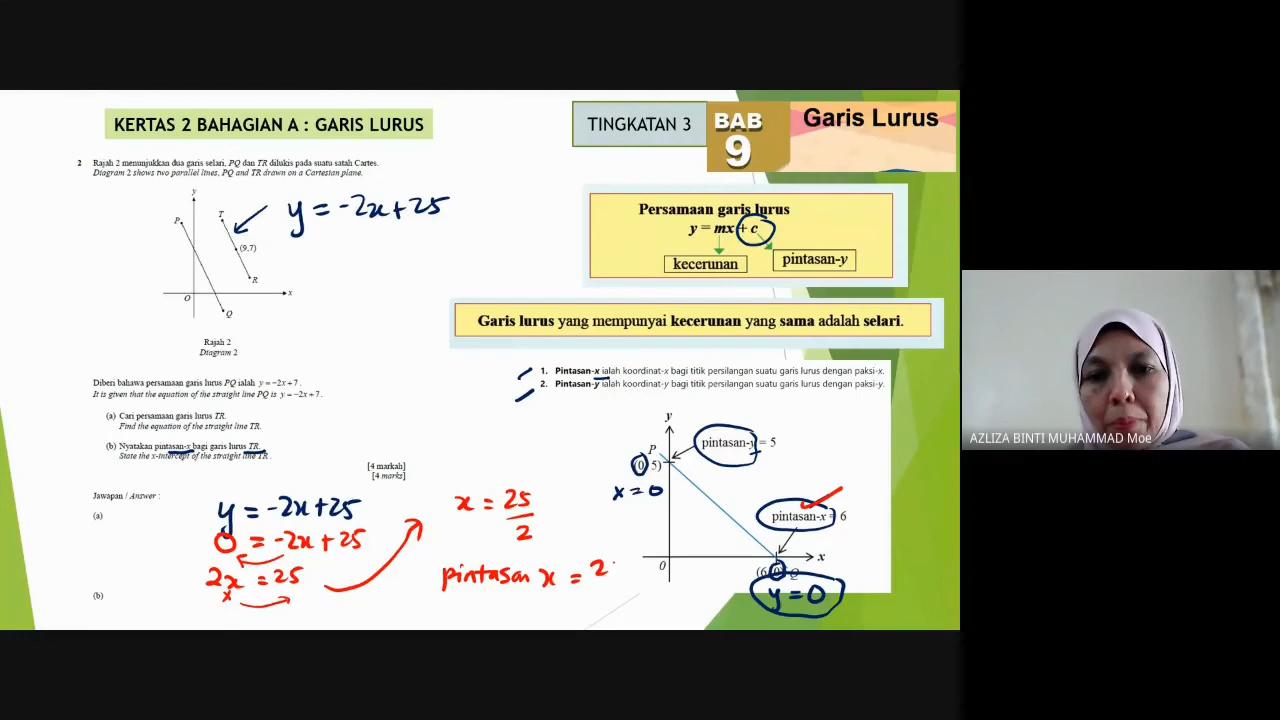 KERTAS 2 BAHAGIAN A : GARIS LURUS
TINGKATAN 3
BAB
9
Garis Lurus
2 Rajah 2 menunjukkan dua garis selari, PQ dan TR dilukis pada suatu satah Cartes.
Diagram 2 shows two parallel lines, PQ and TR drawn on a Cartesian plane.
y
P
T
(9,7)
R
O
x
Q
Rajah 2
Diagram 2
y = -2x+25
Persamaan garis lurus
y = mx + c
kecerunan
pintasan-y
Garis lurus yang mempunyai kecerunan yang sama adalah selari.
Diberi bahawa persamaan garis lurus PQ ialah y = −2x + 7.
It is given that the equation of the straight line PQ is y = −2x + 7.
(a) Cari persamaan garis lurus TR.
Find the equation of the straight line TR.
(b) Nyatakan pintasan-x bagi garis lurus TR.
State the x-intercept of the straight line TR.
[4 markah]
[4 marks]
Jawapan / Answer :
(a)
(b)
y = -2x+25
0 = -2x+25
2x = 25
x
x = 25
2
pintasan x = 2
1. Pintasan-x ialah koordinat-x bagi titik persilangan suatu garis lurus dengan paksi-x.
2. Pintasan-y ialah koordinat-y bagi titik persilangan suatu garis lurus dengan paksi-y.
y
pintasan-y = 5
P
(0, 5)
x = 0
pintasan-x = 6
0
x
(6, 0) Q
y = 0
AZLIZA BINTI MUHAMMAD Moe